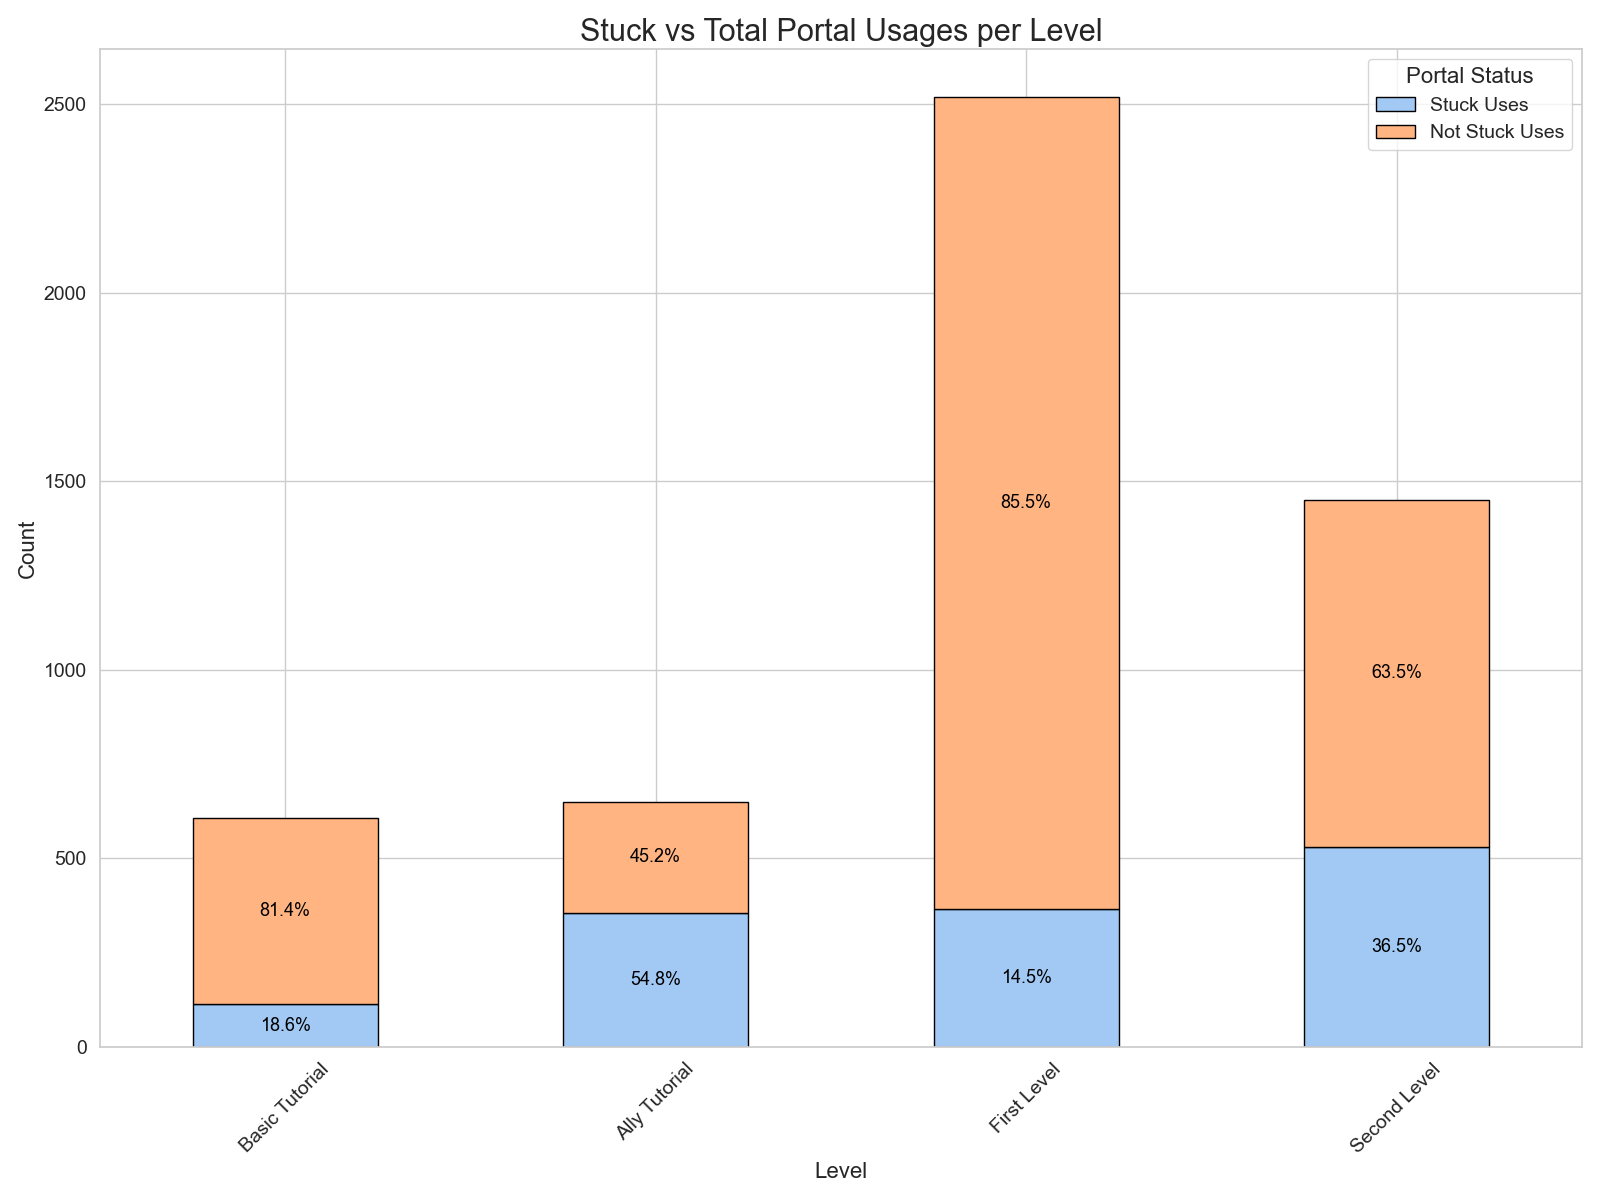 Stuck vs Total Portal Usages per Level
Portal Status
Stuck Uses
Not Stuck Uses
Count
2500
2000
1500
1000
500
0
81.4%
18.6%
45.2%
54.8%
85.5%
14.5%
63.5%
36.5%
Basic Tutorial
Ally Tutorial
First Level
Second Level
Level